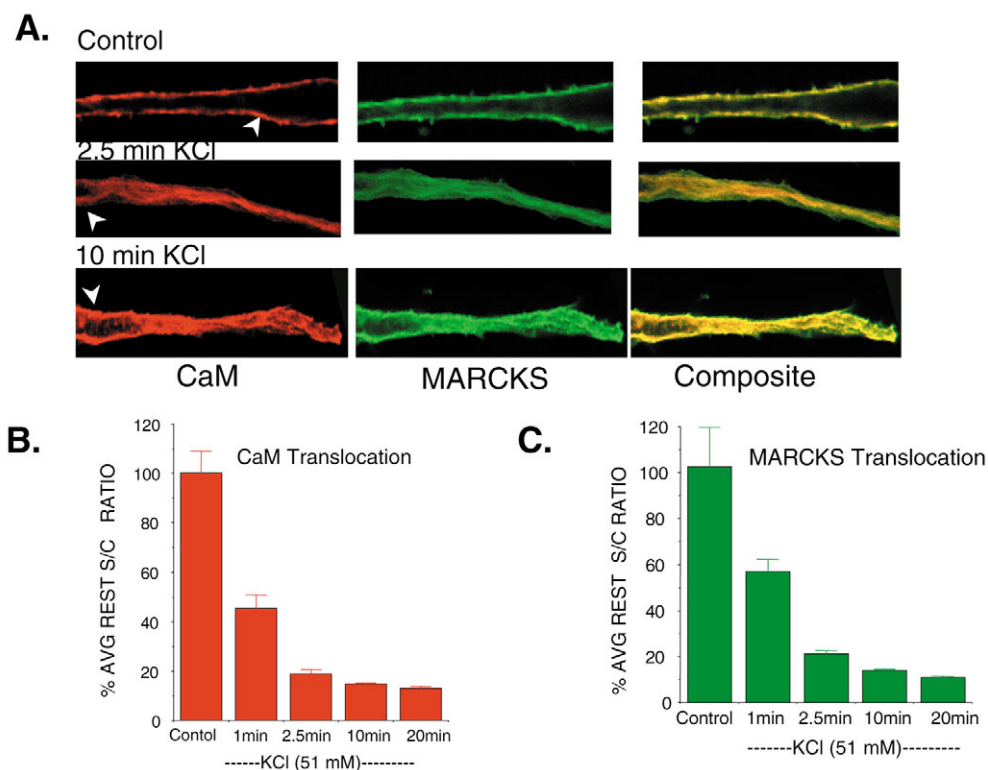 A.
Control
2.5 min KCl
10 min KCl
CaM
MARCKS
Composite
B.
CaM Translocation
% AVG REST S/C RATIO
120
100
80
60
40
20
0
Contol
1min
2.5min
10min
20min
------KCl (51 mM)---------
C.
MARCKS Translocation
% AVG REST S/C RATIO
120
100
80
60
40
20
0
Control
1min
2.5min
10min
20min
-------KCl (51 mM)---------